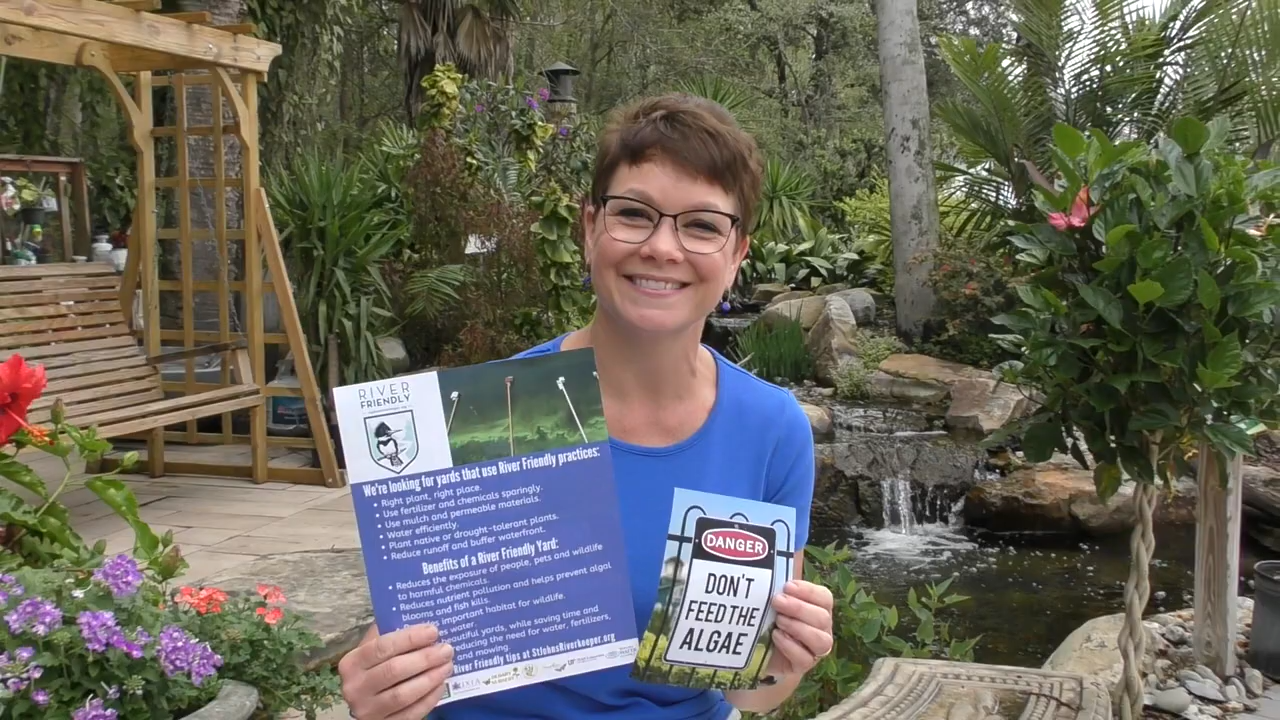 RIVER
FRIENDLY
We're looking for yards that use River Friendly practices:
• Right plant, right place.
• Use fertilizer and chemicals sparingly.
• Use mulch and permeable materials.
• Water efficiently.
• Plant native or drought-tolerant plants.
• Reduce runoff and buffer waterfront.
Benefits of a River Friendly Yard:
• Reduces the exposure of people, pets and wildlife
to harmful chemicals.
• Reduces nutrient pollution and helps prevent algal
blooms and fish kills.
important habitat for wildlife.
water.
beautiful yards, while saving time and
reducing the need for water, fertilizers,
and mowing.
River Friendly tips at StJohnsRiverkeeper.org
DANGER
DON'T
FEED THE
ALGAE